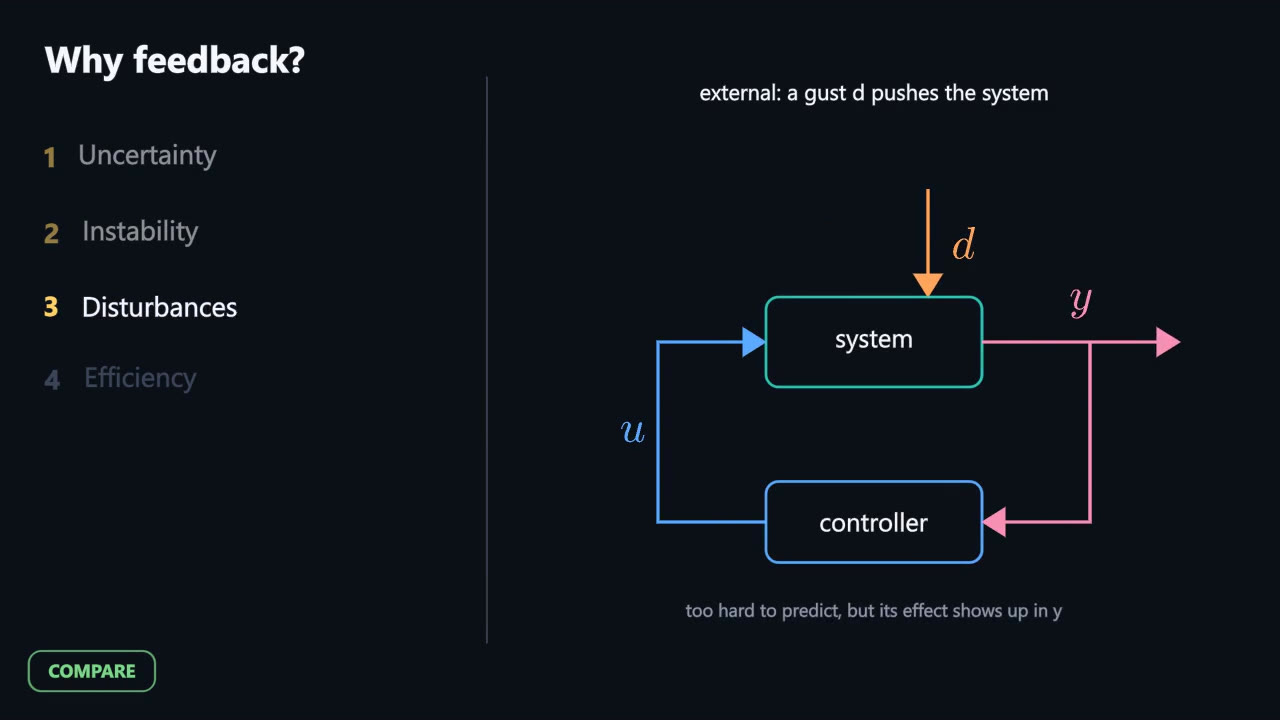 Why feedback?
1 Uncertainty
2 Instability
3 Disturbances
4 Efficiency
COMPARE
external: a gust d pushes the system
d
y
system
u
controller
too hard to predict, but its effect shows up in y